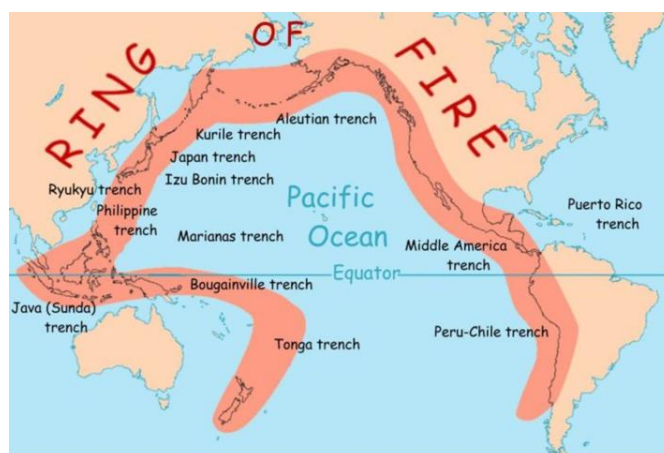 RING OF FIRE
Aleutian trench
Kurile trench
Japan trench
Izu Bonin trench
Ryukyu trench
Philippine
trench
Marianas trench
Pacific
Ocean
Puerto Rico
trench
Middle America
trench
Equator
Bougainville trench
Java (Sunda)
trench
Tonga trench
Peru-Chile trench